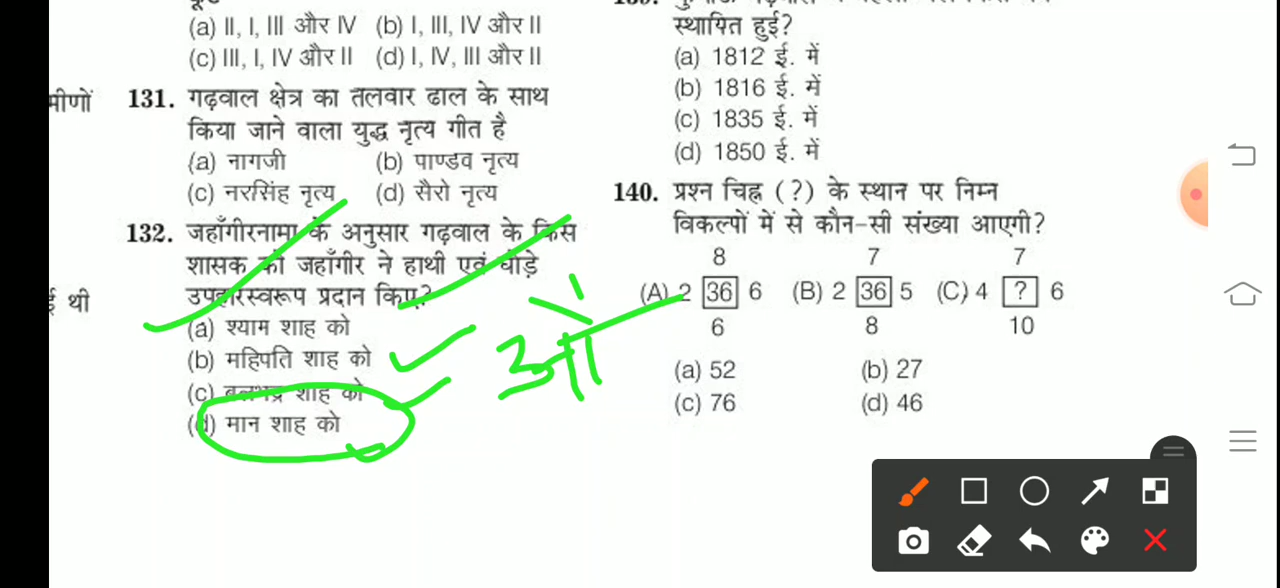 (a) II, I, III और IV (b) I, III, IV और II
(c) III, I, IV और II (d) I, IV, III और II
मीणों
131. गढ़वाल क्षेत्र का तलवार ढाल के साथ
किया जाने वाला युद्ध नृत्य गीत है
(a) नागजी (b) पाण्डव नृत्य
(c) नरसिंह नृत्य (d) सैरो नृत्य
132. जहाँगीरनामा के अनुसार गढ़वाल के किस
शासक को जहाँगीर ने हाथी एवं घोड़े
उपहारस्वरूप प्रदान किए?
ई थी
(a) श्याम शाह को
(b) महिपति शाह को
(c) बलभद्र शाह को
(d) मान शाह को
स्थापित हुई?
(a) 1812 ई. में
(b) 1816 ई. में
(c) 1835 ई. में
(d) 1850 ई. में
140. प्रश्न चिह्न (?) के स्थान पर निम्न
विकल्पों में से कौन-सी संख्या आएगी?
8 7 7
(A) 2 36 6 (B) 2 36 5 (C) 4 ? 6
6 8 10
(a) 52 (b) 27
(c) 76 (d) 46